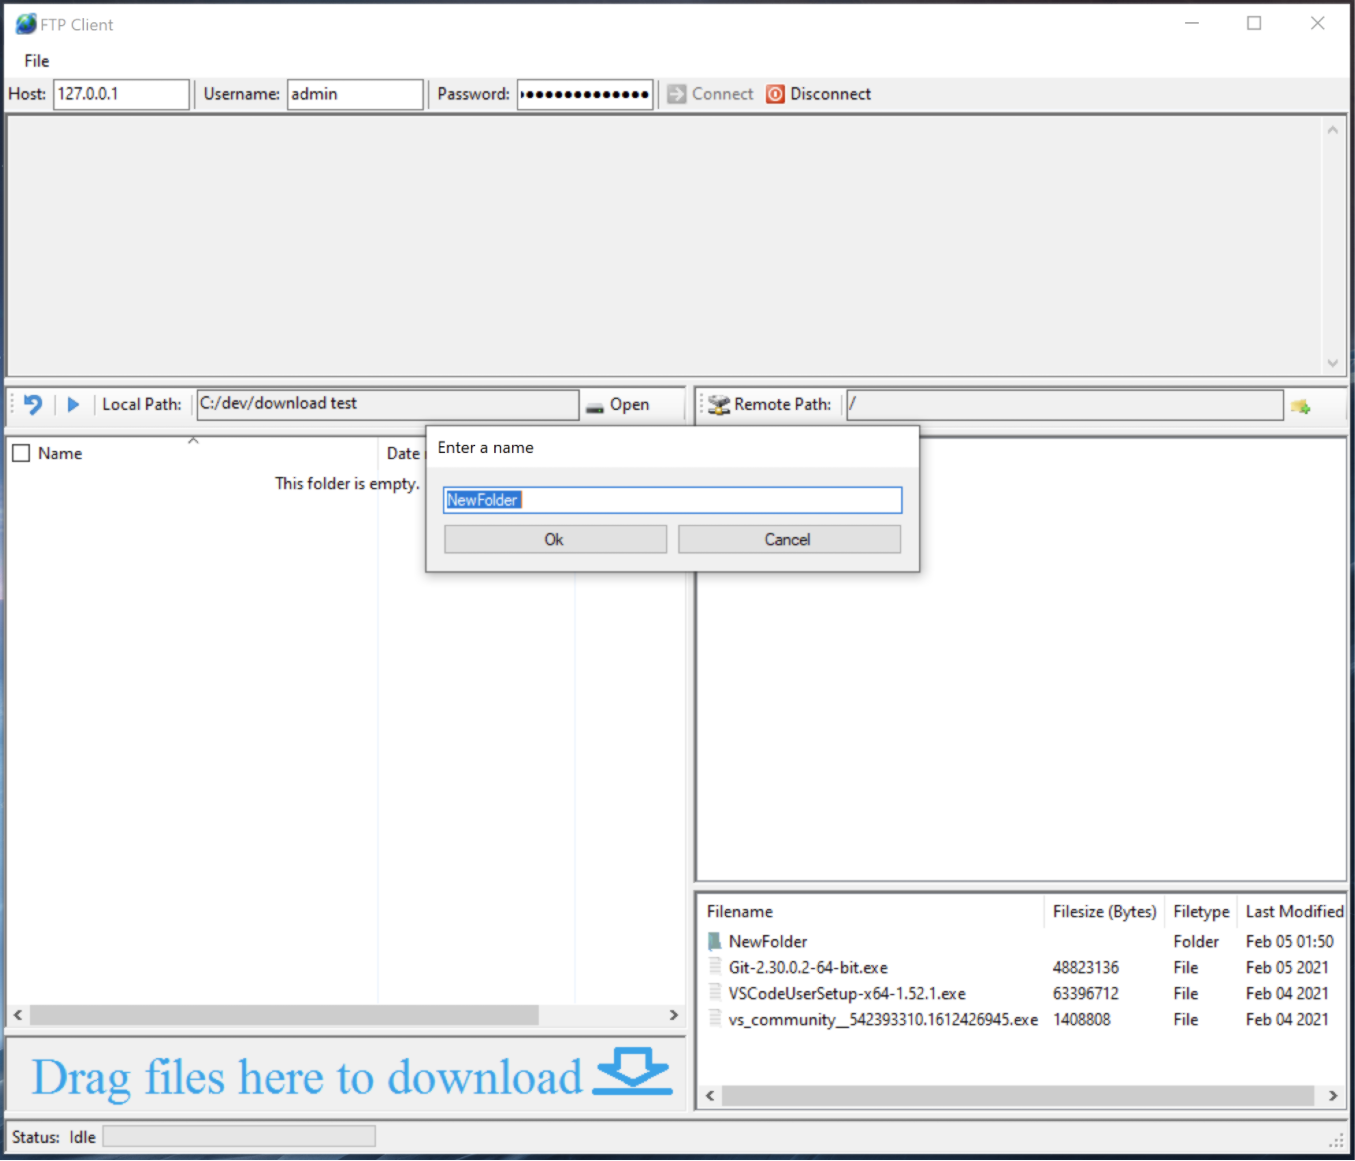 FTP Client
File
Host: 127.0.0.1 Username: admin Password: ●●●●●●●●●●●●●● Connect Disconnect
Local Path: C:/dev/download test Open Remote Path: /
Name Date
This folder is empty.
Enter a name
NewFolder
Ok Cancel
Filename Filesize (Bytes) Filetype Last Modified
NewFolder Folder Feb 05 01:50
Git-2.30.0.2-64-bit.exe 48823136 File Feb 05 2021
VSCodeUserSetup-x64-1.52.1.exe 63396712 File Feb 04 2021
vs_community__542393310.1612426945.exe 1408808 File Feb 04 2021
Drag files here to download
Status: Idle